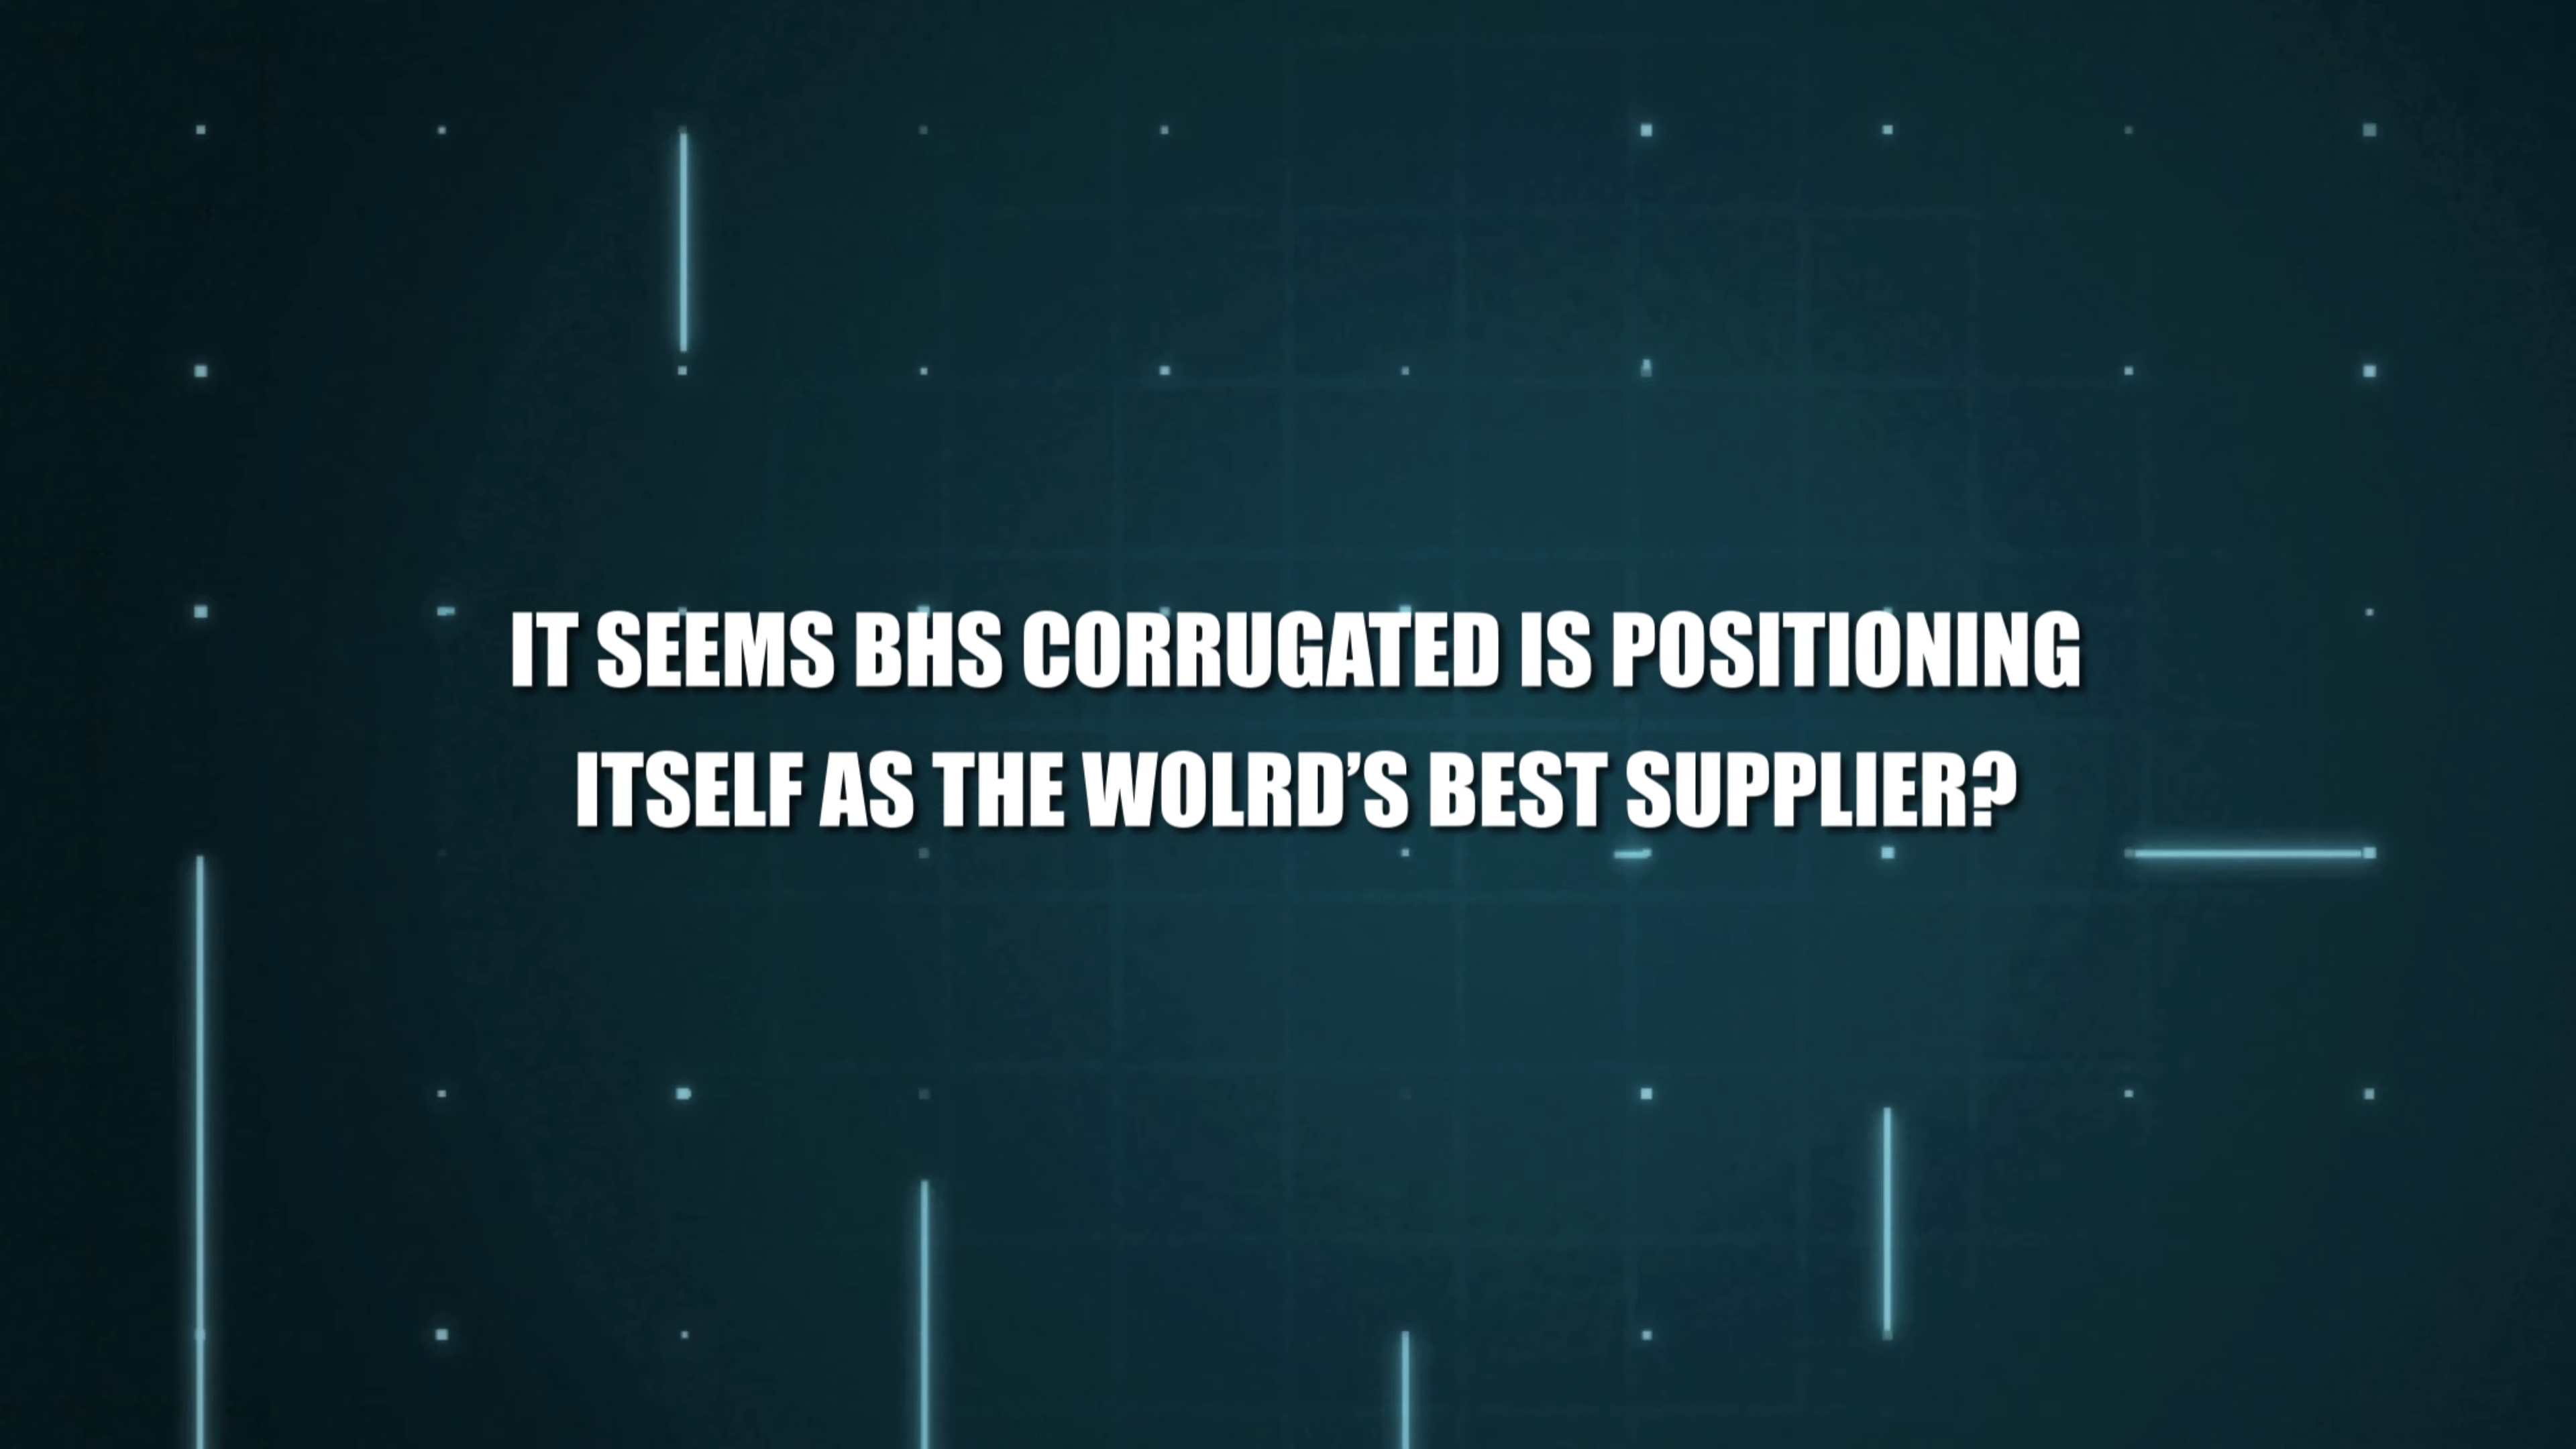 IT SEEMS BHS CORRUGATED IS POSITIONING
ITSELF AS THE WOLRD’S BEST SUPPLIER?